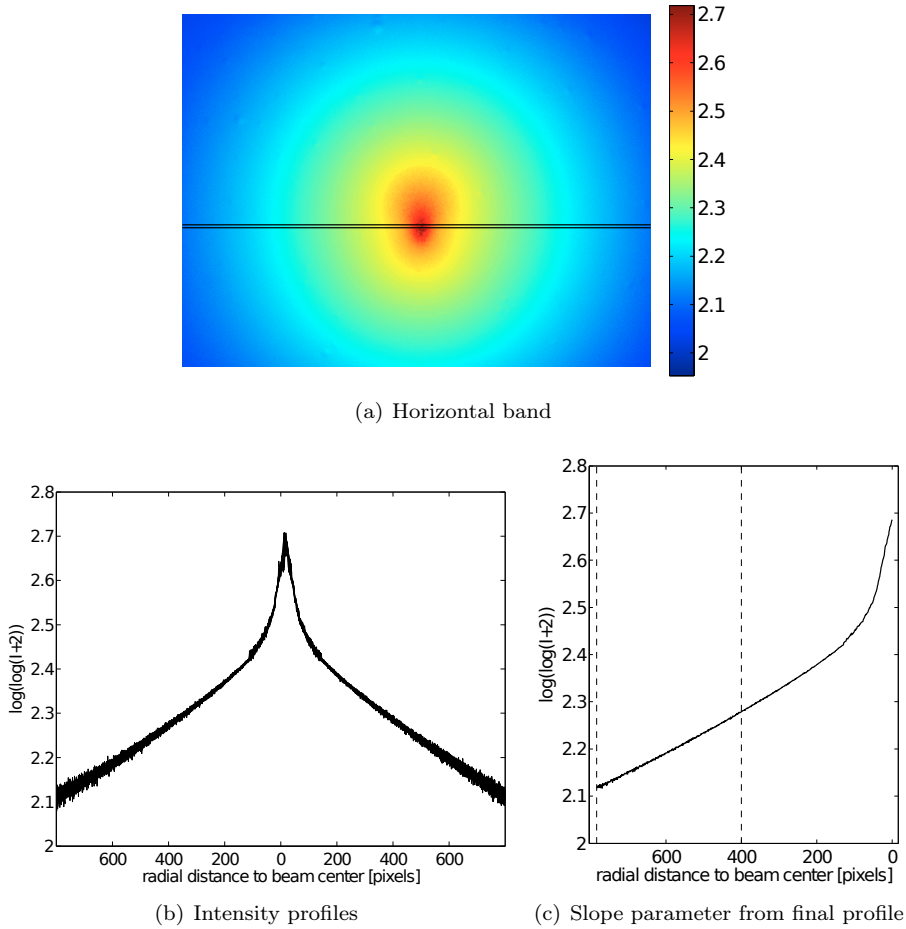 2.7
2.6
2.5
2.4
2.3
2.2
2.1
2
(a) Horizontal band
2.8
2.7
2.6
2.5
2.4
2.3
2.2
2.1
2
log(log(I+2))
600 400 200 0 200 400 600
radial distance to beam center [pixels]
(b) Intensity profiles
2.8
2.7
2.6
2.5
2.4
2.3
2.2
2.1
2
log(log(I+2))
600 400 200 0
radial distance to beam center [pixels]
(c) Slope parameter from final profile